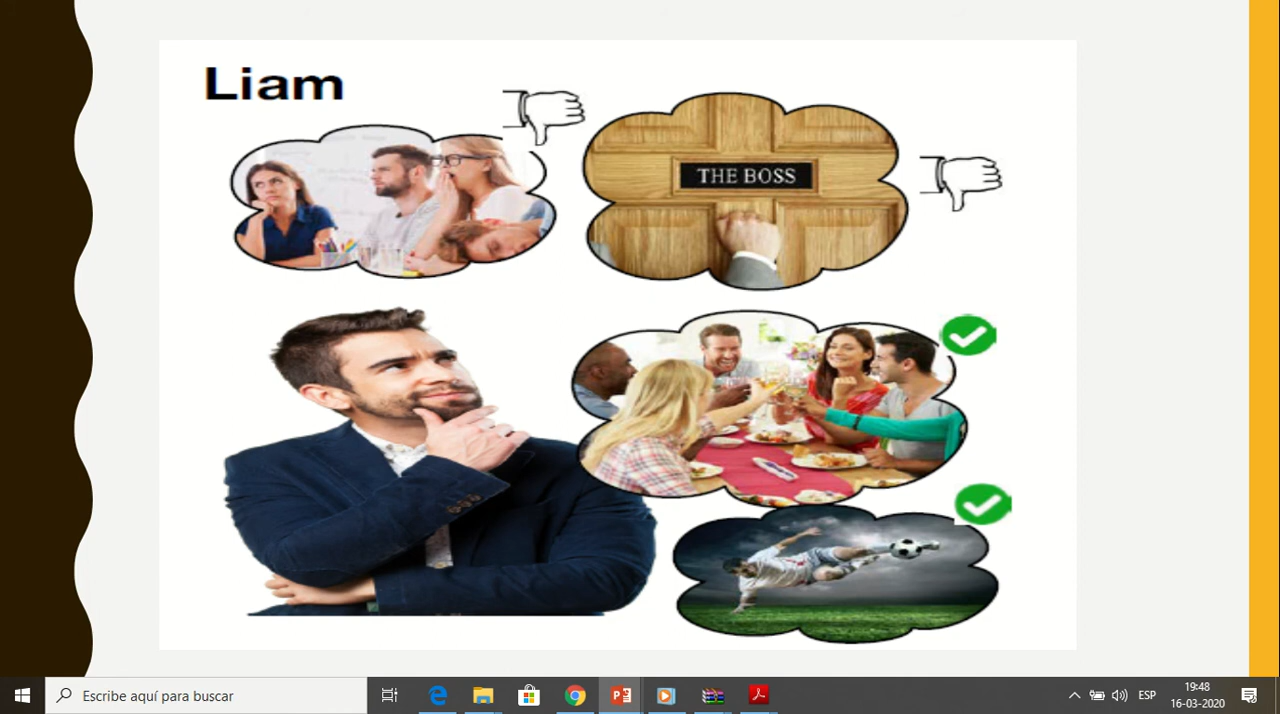 Liam
THE BOSS
Escribe aquí para buscar
ESP
19:48
16-03-2020